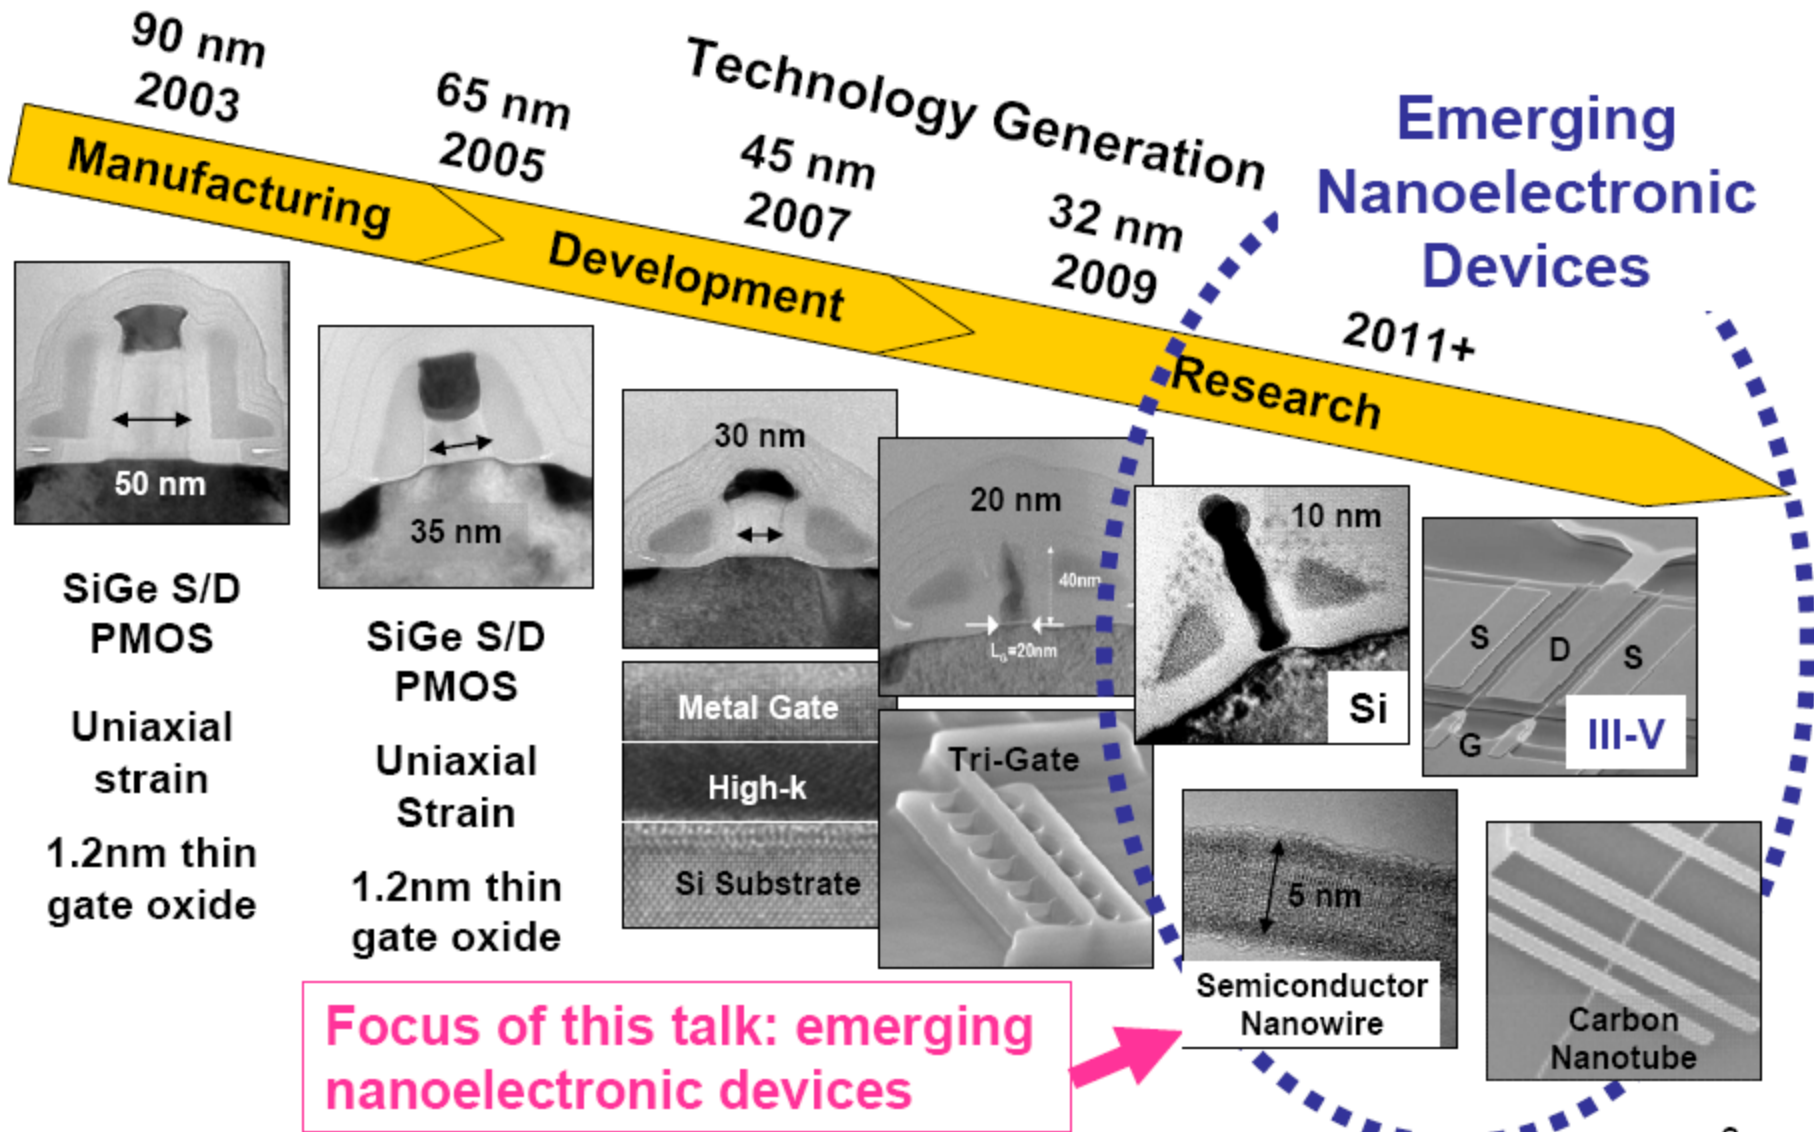 90 nm
2003
65 nm
2005
Technology Generation
45 nm
2007
32 nm
2009
2011+
Emerging
Nanoelectronic
Devices
Manufacturing
Development
Research
50 nm
SiGe S/D
PMOS
Uniaxial
strain
1.2nm thin
gate oxide
35 nm
SiGe S/D
PMOS
Uniaxial
Strain
1.2nm thin
gate oxide
30 nm
Metal Gate
High-k
Si Substrate
20 nm
40nm
LG=20nm
Tri-Gate
10 nm
Si
S
D
S
G
III-V
5 nm
Semiconductor
Nanowire
Carbon
Nanotube
Focus of this talk: emerging
nanoelectronic devices